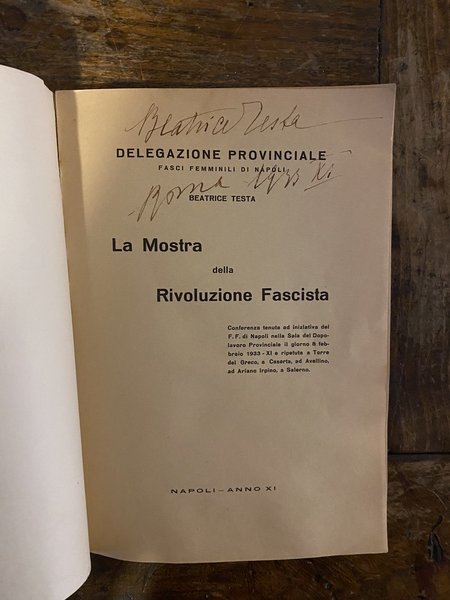 Beatrice Testa
DELEGAZIONE PROVINCIALE
FASCI FEMMINILI DI NAPOLI
Roma 1933 XI
BEATRICE TESTA
La Mostra
della
Rivoluzione Fascista
Conferenza tenuta ad iniziativa dei
F. F. di Napoli nella Sala del Dopo-
lavoro Provinciale il giorno 8 feb-
braio 1933 - XI e ripetuta a Torre
del Greco, a Caserta, ad Avellino,
ad Ariano Irpino, a Salerno.
NAPOLI - ANNO XI